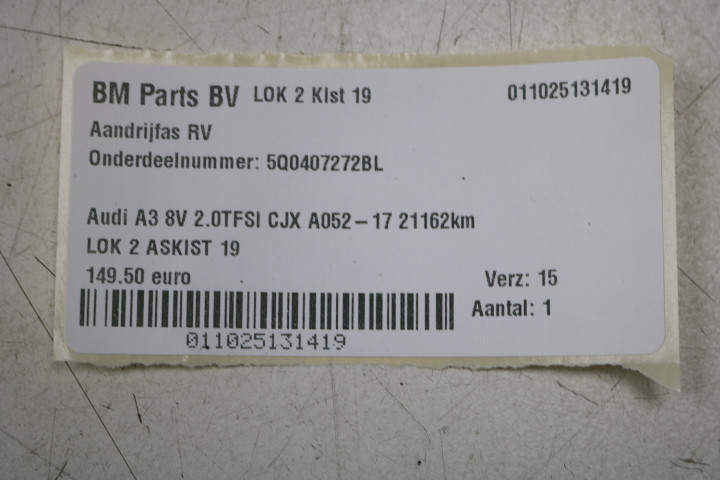 BM Parts BV LOK 2 KIst 19 011025131419
Aandrijfas RV
Onderdeelnummer: 5Q0407272BL
Audi A3 8V 2.0TFSI CJX A052-17 21162km
LOK 2 ASKIST 19
149.50 euro Verz: 15
Aantal: 1
011025131419